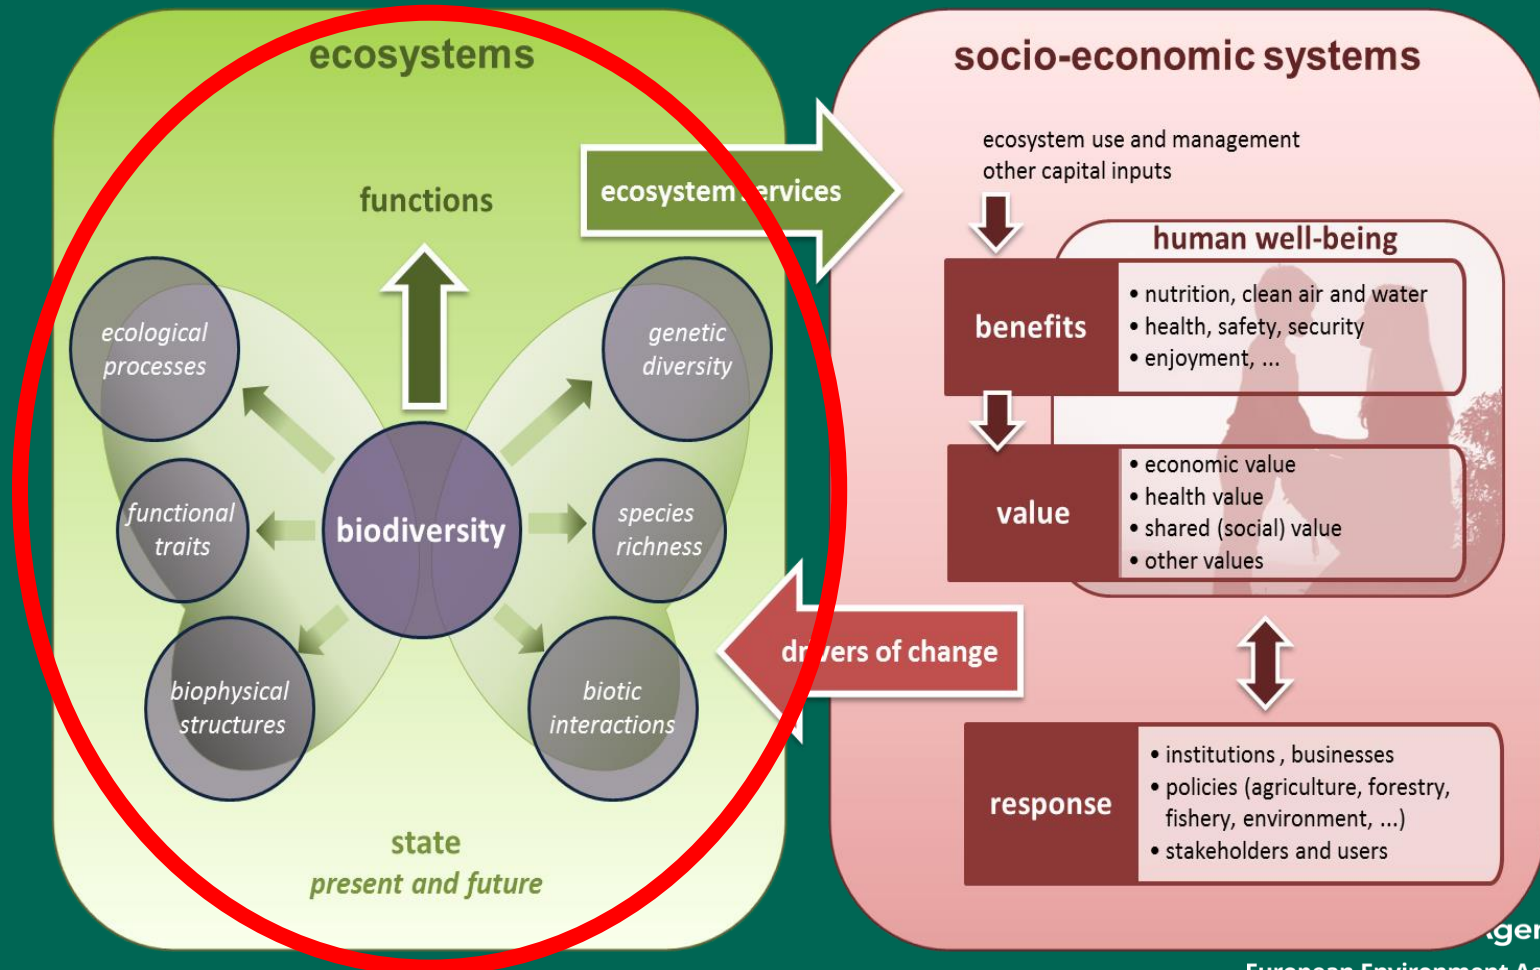 ecosystems
functions
ecosystem services
ecological
processes
genetic
diversity
functional
traits
biodiversity
species
richness
biophysical
structures
biotic
interactions
state
present and future
drivers of change
socio-economic systems
ecosystem use and management
other capital inputs
human well-being
benefits
• nutrition, clean air and water
• health, safety, security
• enjoyment, ...
value
• economic value
• health value
• shared (social) value
• other values
response
• institutions , businesses
• policies (agriculture, forestry,
fishery, environment, ...)
• stakeholders and users
European Environment